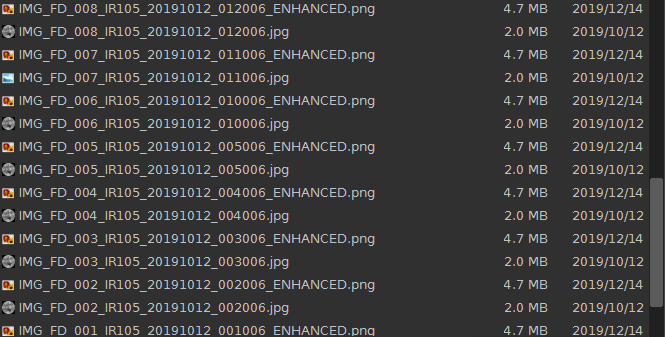 IMG_FD_008_IR105_20191012_012006_ENHANCED.png 4.7 MB 2019/12/14
IMG_FD_008_IR105_20191012_012006.jpg 2.0 MB 2019/10/12
IMG_FD_007_IR105_20191012_011006_ENHANCED.png 4.7 MB 2019/12/14
IMG_FD_007_IR105_20191012_011006.jpg 2.0 MB 2019/10/12
IMG_FD_006_IR105_20191012_010006_ENHANCED.png 4.7 MB 2019/12/14
IMG_FD_006_IR105_20191012_010006.jpg 2.0 MB 2019/10/12
IMG_FD_005_IR105_20191012_005006_ENHANCED.png 4.7 MB 2019/12/14
IMG_FD_005_IR105_20191012_005006.jpg 2.0 MB 2019/10/12
IMG_FD_004_IR105_20191012_004006_ENHANCED.png 4.7 MB 2019/12/14
IMG_FD_004_IR105_20191012_004006.jpg 2.0 MB 2019/10/12
IMG_FD_003_IR105_20191012_003006_ENHANCED.png 4.7 MB 2019/12/14
IMG_FD_003_IR105_20191012_003006.jpg 2.0 MB 2019/10/12
IMG_FD_002_IR105_20191012_002006_ENHANCED.png 4.7 MB 2019/12/14
IMG_FD_002_IR105_20191012_002006.jpg 2.0 MB 2019/10/12
IMG_FD_001_IR105_20191012_001006_ENHANCED.png 4.7 MB 2019/12/14